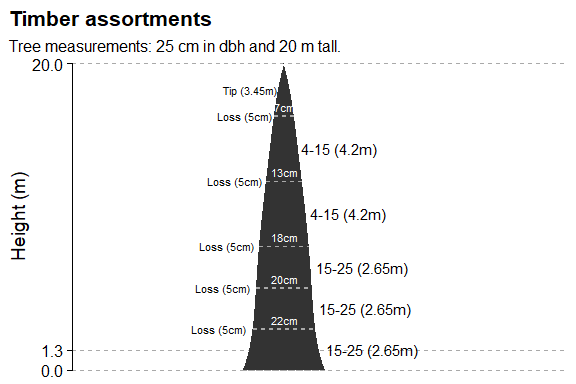 Timber assortments
Tree measurements: 25 cm in dbh and 20 m tall.
20.0
Tip (3.45m)
7cm
Loss (5cm)
4-15 (4.2m)
13cm
Loss (5cm)
4-15 (4.2m)
18cm
Loss (5cm)
15-25 (2.65m)
20cm
Loss (5cm)
15-25 (2.65m)
22cm
Loss (5cm)
15-25 (2.65m)
1.3
0.0
Height (m)